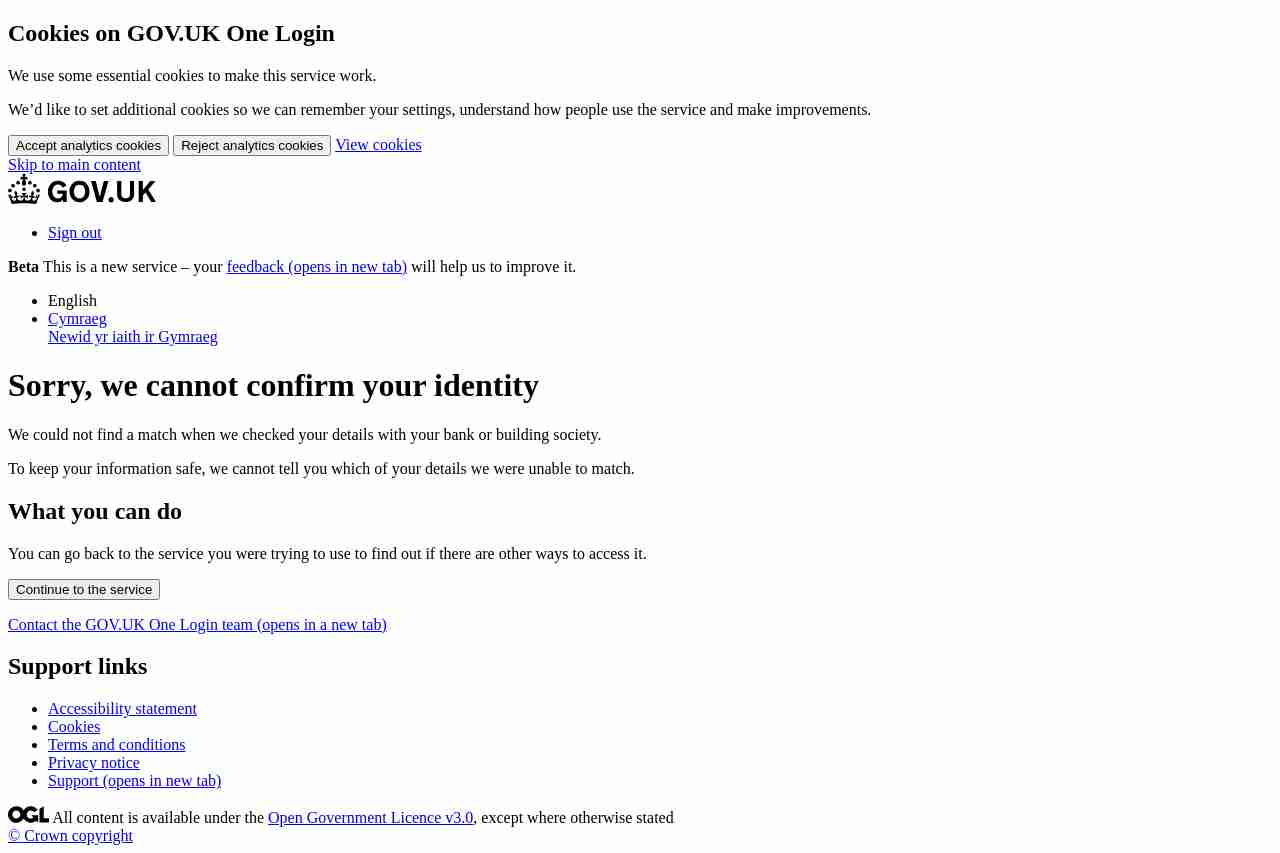 Cookies on GOV.UK One Login
We use some essential cookies to make this service work.
We’d like to set additional cookies so we can remember your settings, understand how people use the service and make improvements.
Accept analytics cookies Reject analytics cookies View cookies
Skip to main content
GOV.UK
Sign out
Beta This is a new service – your feedback (opens in new tab) will help us to improve it.
English
Cymraeg
Newid yr iaith ir Gymraeg
Sorry, we cannot confirm your identity
We could not find a match when we checked your details with your bank or building society.
To keep your information safe, we cannot tell you which of your details we were unable to match.
What you can do
You can go back to the service you were trying to use to find out if there are other ways to access it.
Continue to the service
Contact the GOV.UK One Login team (opens in a new tab)
Support links
Accessibility statement
Cookies
Terms and conditions
Privacy notice
Support (opens in new tab)
OGL All content is available under the Open Government Licence v3.0, except where otherwise stated
© Crown copyright